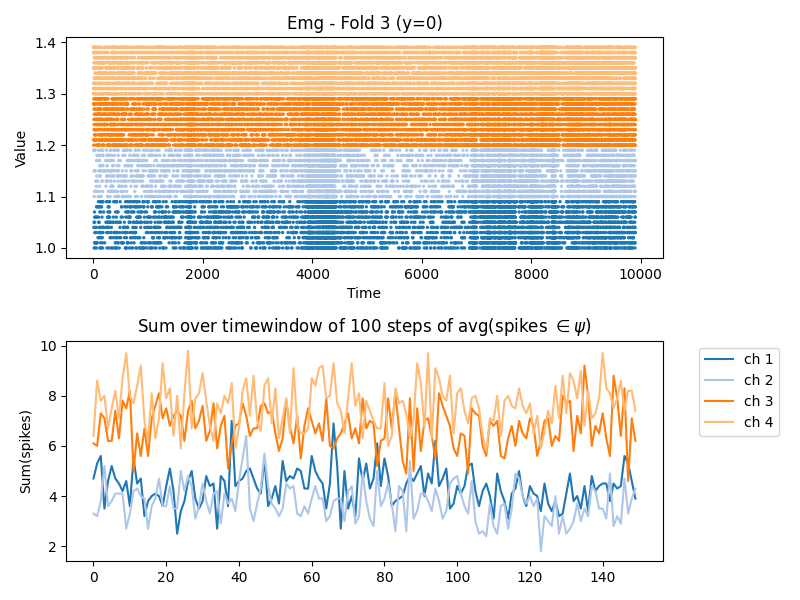 Emg - Fold 3 (y=0)
1.4
1.3
1.2
1.1
1.0
Value
0 2000 4000 6000 8000 10000
Time
Sum over timewindow of 100 steps of avg(spikes ∈ ψ)
10
8
6
4
2
Sum(spikes)
0 20 40 60 80 100 120 140
ch 1
ch 2
ch 3
ch 4